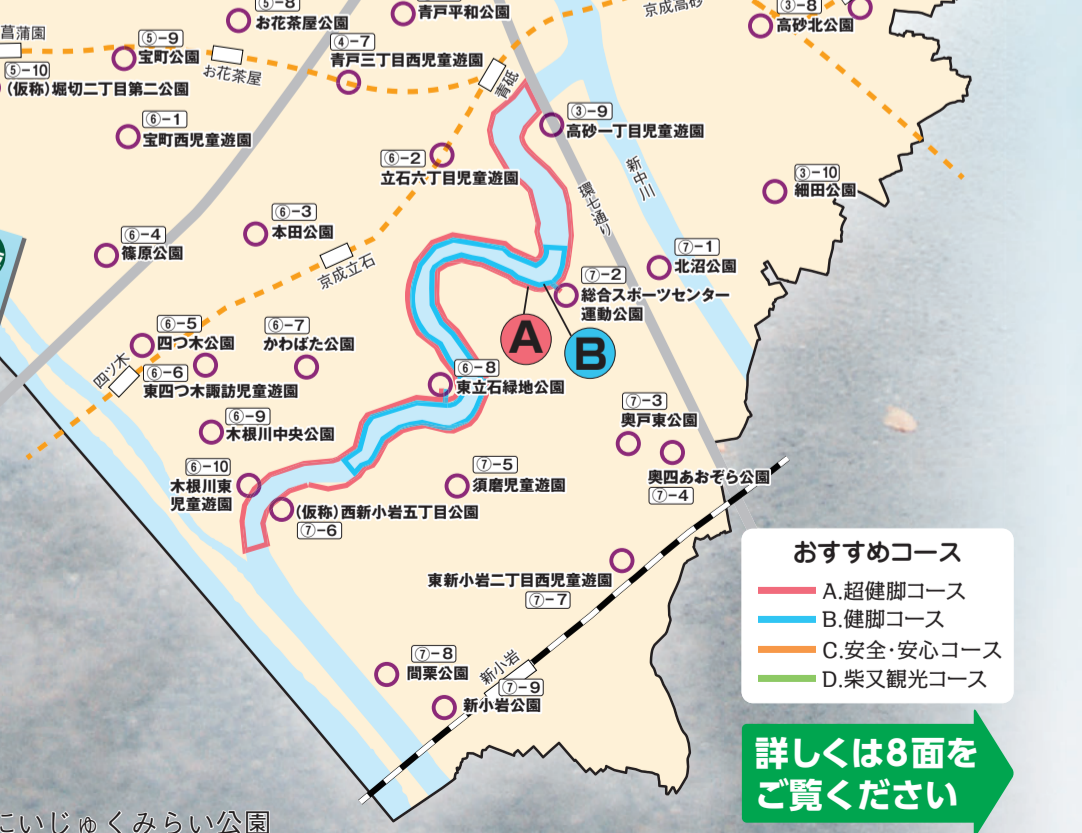 ⑤-8
お花茶屋公園
青戸平和公園
京成高砂
③-8
高砂北公園
菖蒲園
⑤-9
宝町公園
お花茶屋
④-7
青戸三丁目西児童遊園
青砥
⑤-10
(仮称)堀切二丁目第二公園
⑥-1
宝町西児童遊園
③-9
高砂一丁目児童遊園
⑥-2
立石六丁目児童遊園
新中川
環七通り
③-10
細田公園
⑥-3
本田公園
⑥-4
篠原公園
京成立石
⑦-1
北沼公園
⑦-2
総合スポーツセンター
運動公園
A
B
⑥-5
四つ木公園
⑥-7
かわばた公園
四ツ木
⑥-6
東四つ木諏訪児童遊園
⑥-8
東立石緑地公園
⑥-9
木根川中央公園
⑦-3
奥戸東公園
⑥-10
木根川東
児童遊園
⑦-5
須磨児童遊園
奥四あおぞら公園
⑦-4
(仮称)西新小岩五丁目公園
⑦-6
東新小岩二丁目西児童遊園
⑦-7
⑦-8
間栗公園
新小岩
⑦-9
新小岩公園
おすすめコース
A.超健脚コース
B.健脚コース
C.安全・安心コース
D.柴又観光コース
詳しくは8面を
ご覧ください
にいじゅくみらい公園